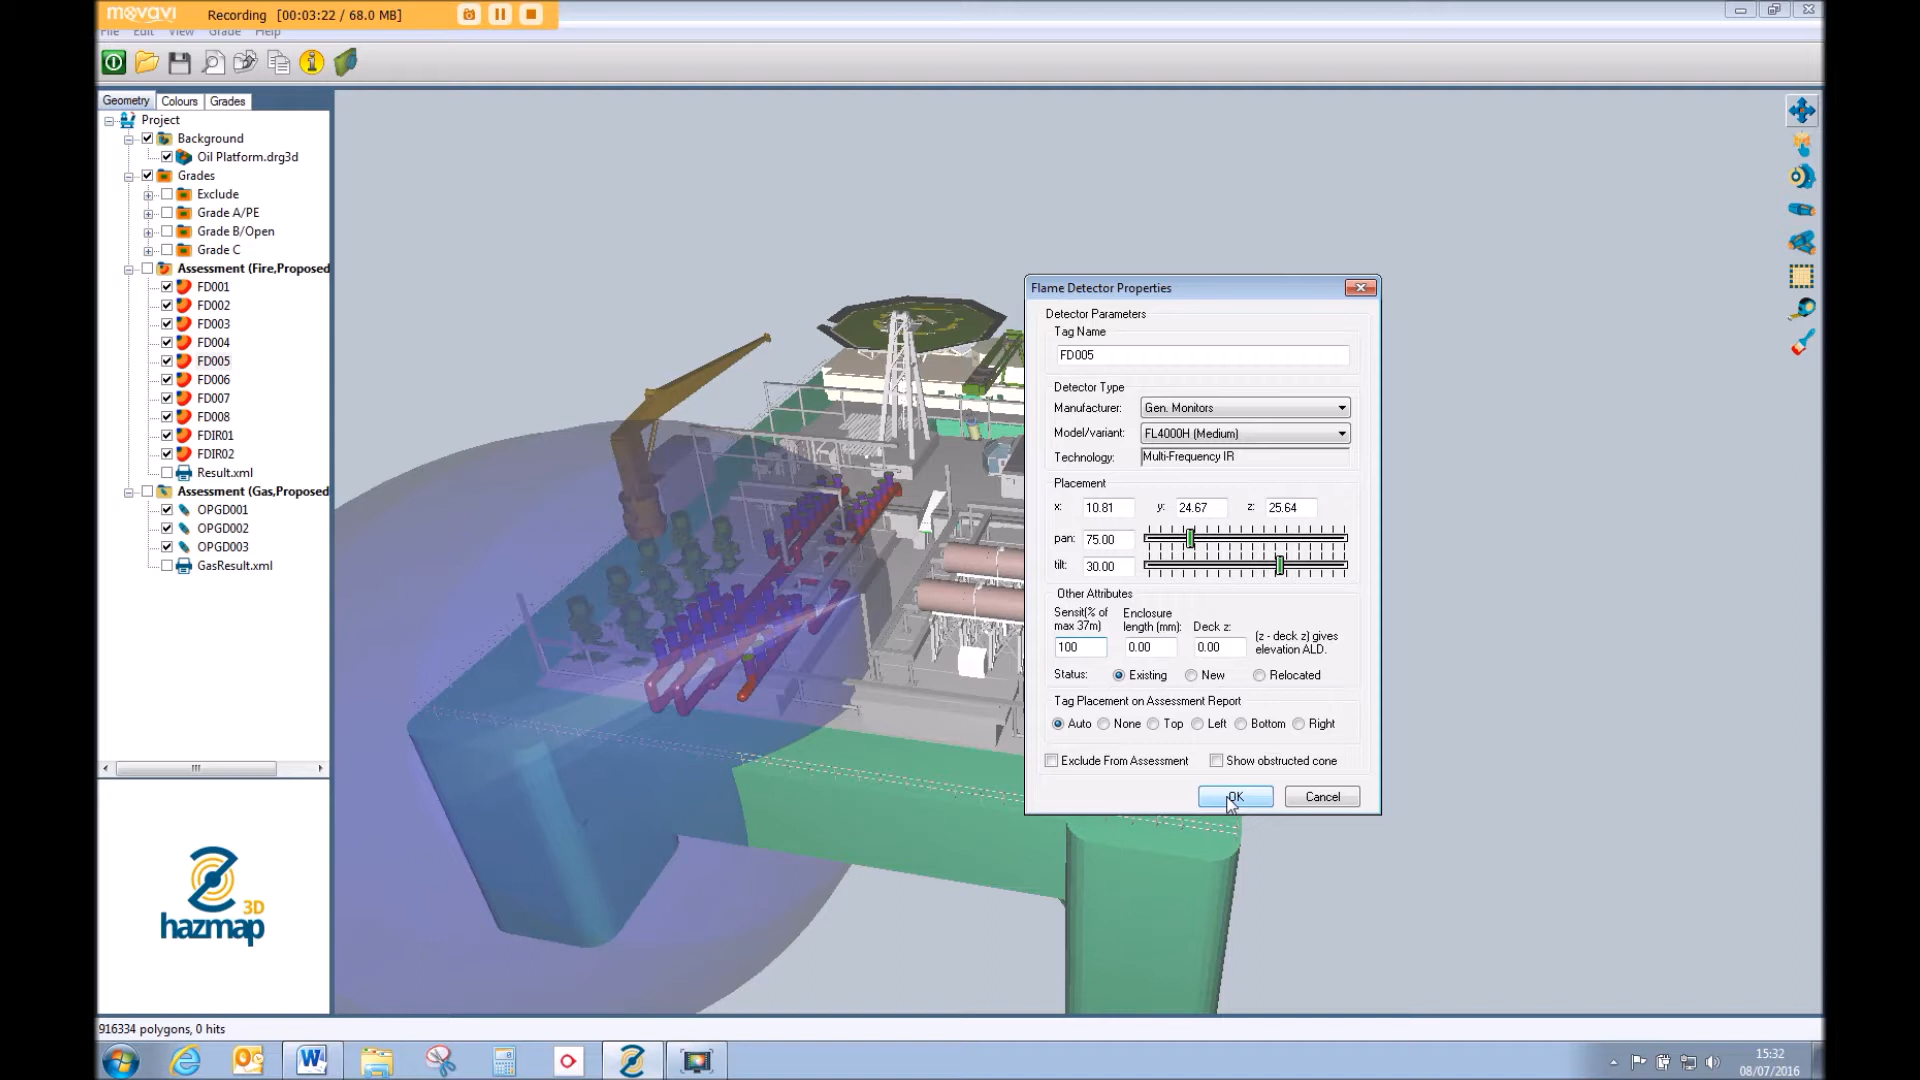 movavi Recording [00:03:22 / 68.0 MB]
File Edit View Grade Help
Geometry Colours Grades
Project
Background
Oil Platform.drg3d
Grades
Exclude
Grade A/PE
Grade B/Open
Grade C
Assessment (Fire,Proposed
FD001
FD002
FD003
FD004
FD005
FD006
FD007
FD008
FDIR01
FDIR02
Result.xml
Assessment (Gas,Proposed
OPGD001
OPGD002
OPGD003
GasResult.xml
3D
hazmap
Flame Detector Properties
Detector Parameters
Tag Name
FD005
Detector Type
Manufacturer: Gen. Monitors
Model/variant: FL4000H (Medium)
Technology: Multi-Frequency IR
Placement
x: 10.81 y: 24.67 z: 25.64
pan: 75.00
tilt: 30.00
Other Attributes
Sensit(% of max 37m) Enclosure length (mm): Deck z:
100 0.00 0.00 (z - deck z) gives elevation ALD.
Status: Existing New Relocated
Tag Placement on Assessment Report
Auto None Top Left Bottom Right
Exclude From Assessment Show obstructed cone
OK Cancel
916334 polygons, 0 hits
15:32
08/07/2016